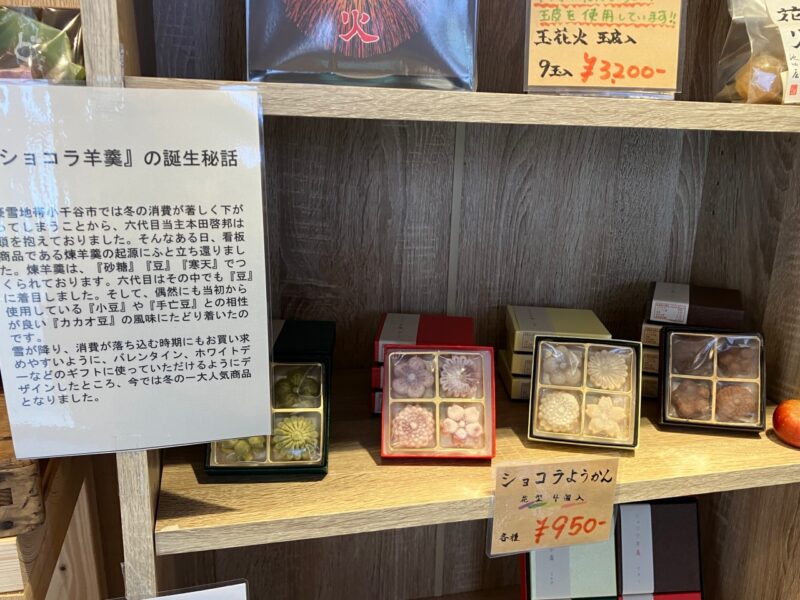 火
玉皮を使用しています!!
玉花火 玉皮入
9玉入 ¥3,200-
ショコラ羊羹』の誕生秘話
豪雪地帯小千谷市では冬の消費が著しく下が
ってしまうことから、六代目当主本田啓邦は
頭を抱えておりました。そんなある日、看板
商品である煉羊羹の起源にふと立ち還りまし
た。煉羊羹は、『砂糖』『豆』『寒天』でつ
くられております。六代目はその中でも『豆』
に着目しました。そして、偶然にも当初から
使用している『小豆』や『手亡豆』との相性
が良い『カカオ豆』の風味にたどり着いたの
です。
雪が降り、消費が落ち込む時期にもお買い求
めやすいように、バレンタイン、ホワイトデ
ーなどのギフトに使っていただけるようにデ
ザインしたところ、今では冬の一大人気商品
となりました。
ショコラようかん
花型 4個入
各種 ¥950-